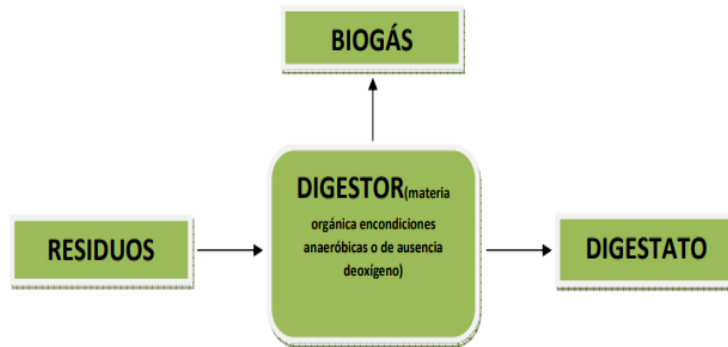 BIOGÁS
DIGESTOR(materia
orgánica encondiciones
anaeróbicas o de ausencia
deoxígeno)
RESIDUOS
DIGESTATO